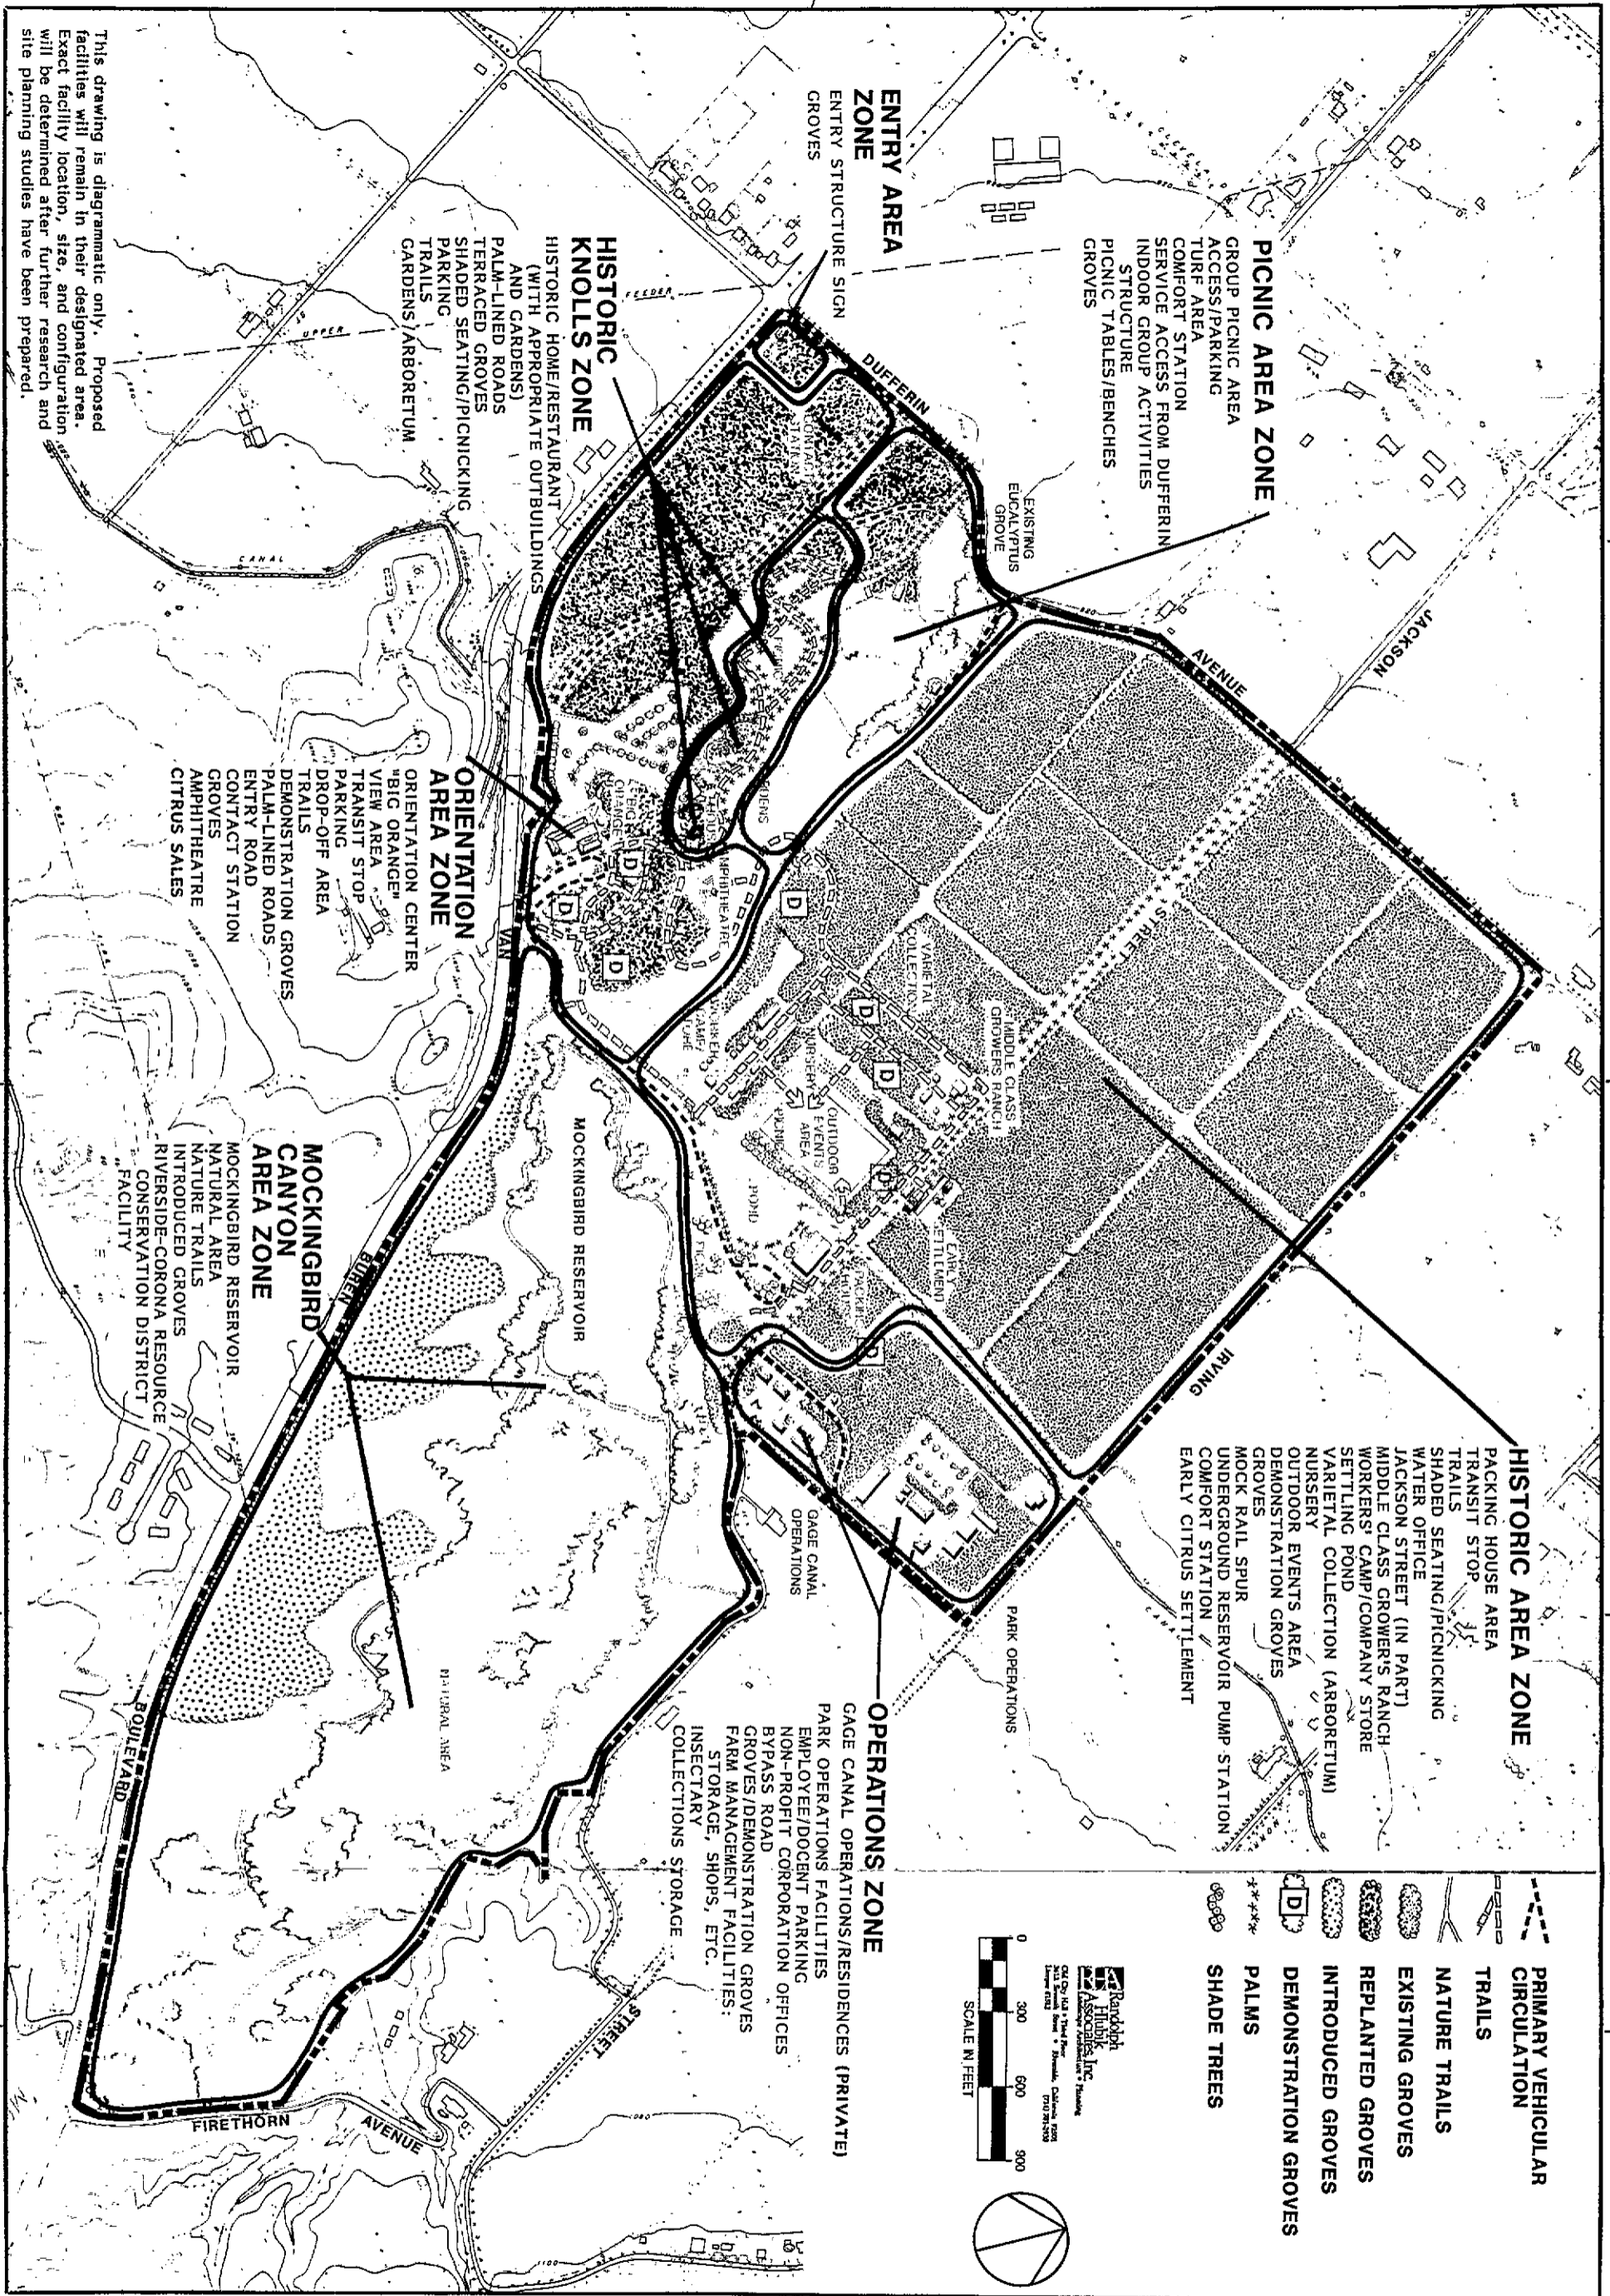 ENTRY AREA
ZONE
ENTRY STRUCTURE SIGN
GROVES
PICNIC AREA ZONE
GROUP PICNIC AREA
ACCESS/PARKING
TURF AREA
COMFORT STATION
SERVICE ACCESS FROM DUFFERIN
INDOOR GROUP ACTIVITIES
STRUCTURE
PICNIC TABLES/BENCHES
GROVES
HISTORIC
KNOLLS ZONE
HISTORIC HOME/RESTAURANT
(WITH APPROPRIATE OUTBUILDINGS
AND GARDENS)
PALM-LINED ROADS
TERRACED GROVES
SHADED SEATING/PICNICKING
PARKING
TRAILS
GARDENS/ARBORETUM
ORIENTATION
AREA ZONE
ORIENTATION CENTER
"BIG ORANGE"
VIEW AREA
TRANSIT STOP
PARKING
DROP-OFF AREA
TRAILS
DEMONSTRATION GROVES
PALM-LINED ROADS
ENTRY ROAD
CONTACT STATION
GROVES
AMPHITHEATRE
CITRUS SALES
MOCKINGBIRD
CANYON
AREA ZONE
MOCKINGBIRD RESERVOIR
NATURAL AREA
NATURE TRAILS
INTRODUCED GROVES
RIVERSIDE-CORONA RESOURCE
CONSERVATION DISTRICT
FACILITY
HISTORIC AREA ZONE
PACKING HOUSE AREA
TRANSIT STOP
TRAILS
SHADED SEATING/PICNICKING
WATER OFFICE
JACKSON STREET (IN PART)
MIDDLE CLASS GROWER'S RANCH
WORKERS' CAMP/COMPANY STORE
SETTLING POND
VARIETAL COLLECTION (ARBORETUM)
NURSERY
OUTDOOR EVENTS AREA
DEMONSTRATION GROVES
GROVES
MOCK RAIL SPUR
UNDERGROUND RESERVOIR PUMP STATION
COMFORT STATION
EARLY CITRUS SETTLEMENT
OPERATIONS ZONE
GAGE CANAL OPERATIONS/RESIDENCES (PRIVATE)
PARK OPERATIONS FACILITIES
EMPLOYEE/DOCENT PARKING
NON-PROFIT CORPORATION OFFICES
BYPASS ROAD
GROVES/DEMONSTRATION GROVES
FARM MANAGEMENT FACILITIES:
STORAGE, SHOPS, ETC.
INSECTARY
COLLECTIONS STORAGE
PRIMARY VEHICULAR
CIRCULATION
TRAILS
NATURE TRAILS
EXISTING GROVES
REPLANTED GROVES
INTRODUCED GROVES
D
DEMONSTRATION GROVES
PALMS
SHADE TREES
Randolph
Hlubik
Associates, Inc.
0 300 600 900
SCALE IN FEET
DUFFERIN
AVENUE
JACKSON
STREET
IRVING
VAN
BUREN
BOULEVARD
FIRETHORN
AVENUE
STREET
CANAL
FEEDER
UPPER
CANAL
EXISTING
EUCALYPTUS
GROVE
CONTACT
STATION
AMPHITHEATRE
VARIETAL
COLLECTION
MIDDLE CLASS
GROWERS RANCH
NURSERY
OUTDOOR
EVENTS
AREA
PICNIC
POND
EARLY
SETTLEMENT
PACKING
HOUSE
MOCKINGBIRD RESERVOIR
NATURAL AREA
GAGE CANAL
OPERATIONS
PARK OPERATIONS
D
D
D
D
D
D
D
D
This drawing is diagrammatic only. Proposed
facilities will remain in their designated area.
Exact facility location, size, and configuration
will be determined after further research and
site planning studies have been prepared.